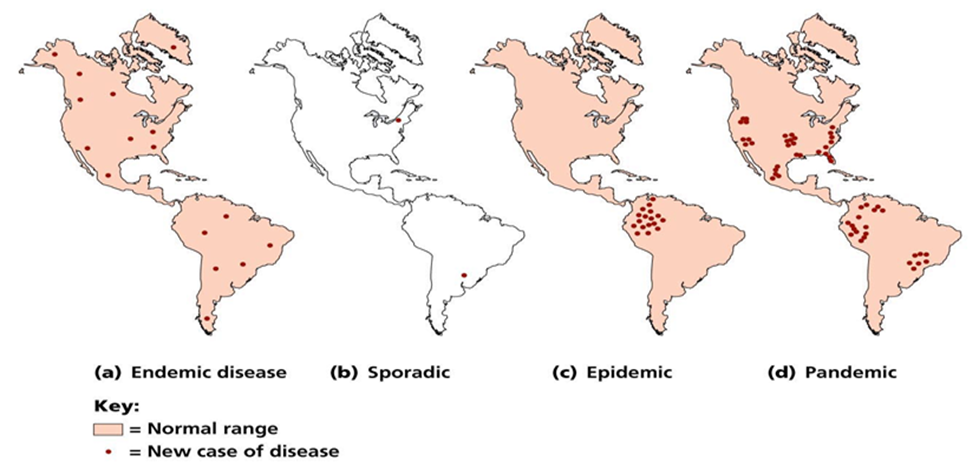 (a) Endemic disease (b) Sporadic (c) Epidemic (d) Pandemic
Key:
= Normal range
= New case of disease